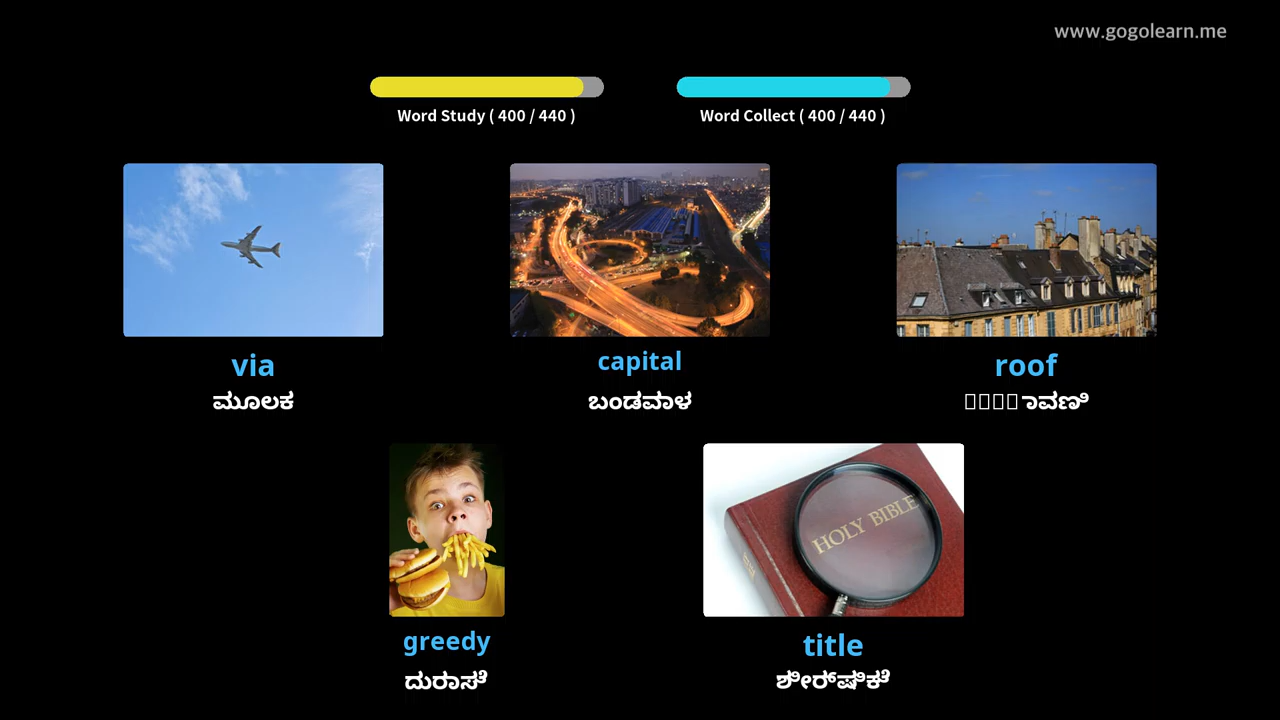 www.gogolearn.me
Word Study ( 400 / 440 )
Word Collect ( 400 / 440 )
via
capital
roof
ಮೂಲಕ
ಬಂಡವಾಳ
HOLY BIBLE
greedy
title
ದುರಾಸೆ
ಶೀರ್ಷಿಕೆ